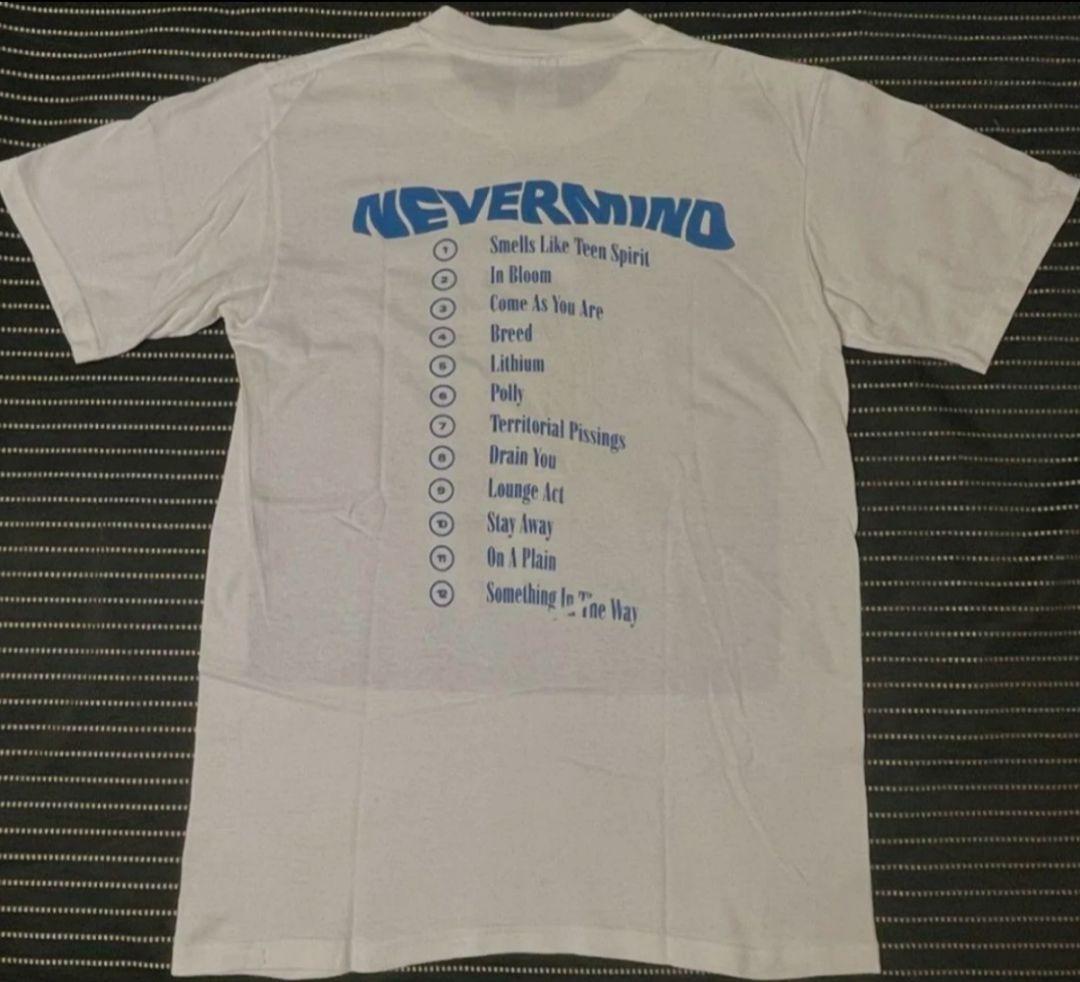 NEVERMIND
1 Smells Like Teen Spirit
2 In Bloom
3 Come As You Are
4 Breed
5 Lithium
6 Polly
7 Territorial Pissings
8 Drain You
9 Lounge Act
10 Stay Away
11 On A Plain
12 Something In The Way